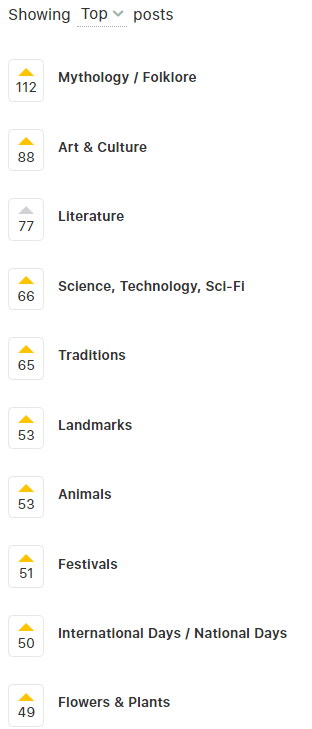 Showing Top posts
112 Mythology / Folklore
88 Art & Culture
77 Literature
66 Science, Technology, Sci-Fi
65 Traditions
53 Landmarks
53 Animals
51 Festivals
50 International Days / National Days
49 Flowers & Plants